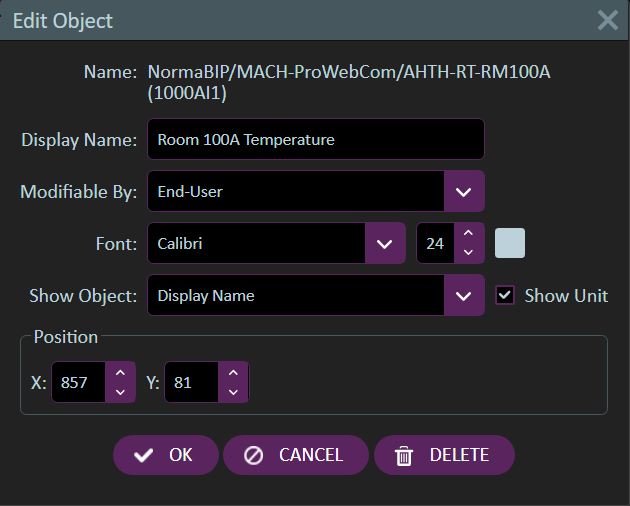 Edit Object
Name: NormaBIP/MACH-ProWebCom/AHTH-RT-RM100A
(1000AI1)
Display Name: Room 100A Temperature
Modifiable By: End-User
Font: Calibri 24
Show Object: Display Name Show Unit
Position
X: 857 Y: 81
OK CANCEL DELETE